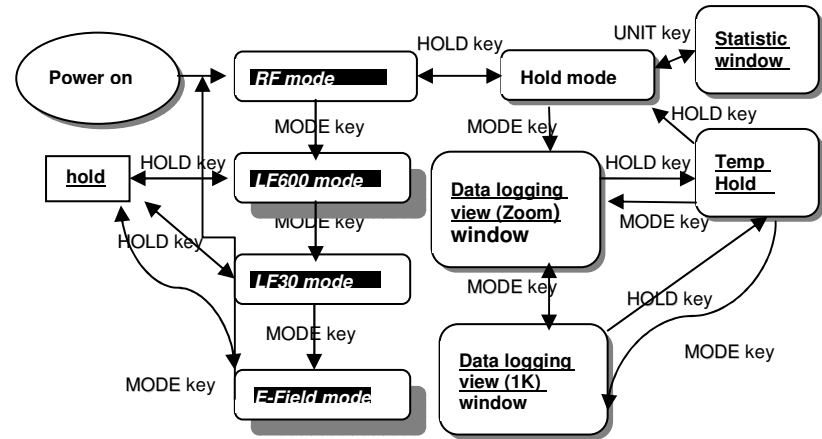 HOLD key
UNIT key
Statistic
window
Power on
RF mode
Hold mode
HOLD key
MODE key
MODE key
hold
HOLD key
LF600 mode
Data logging
view (Zoom)
window
HOLD key
Temp
Hold
MODE key
MODE key
HOLD key
LF30 mode
MODE key
HOLD key
MODE key
Data logging
view (1K)
window
MODE key
MODE key
E-Field mode